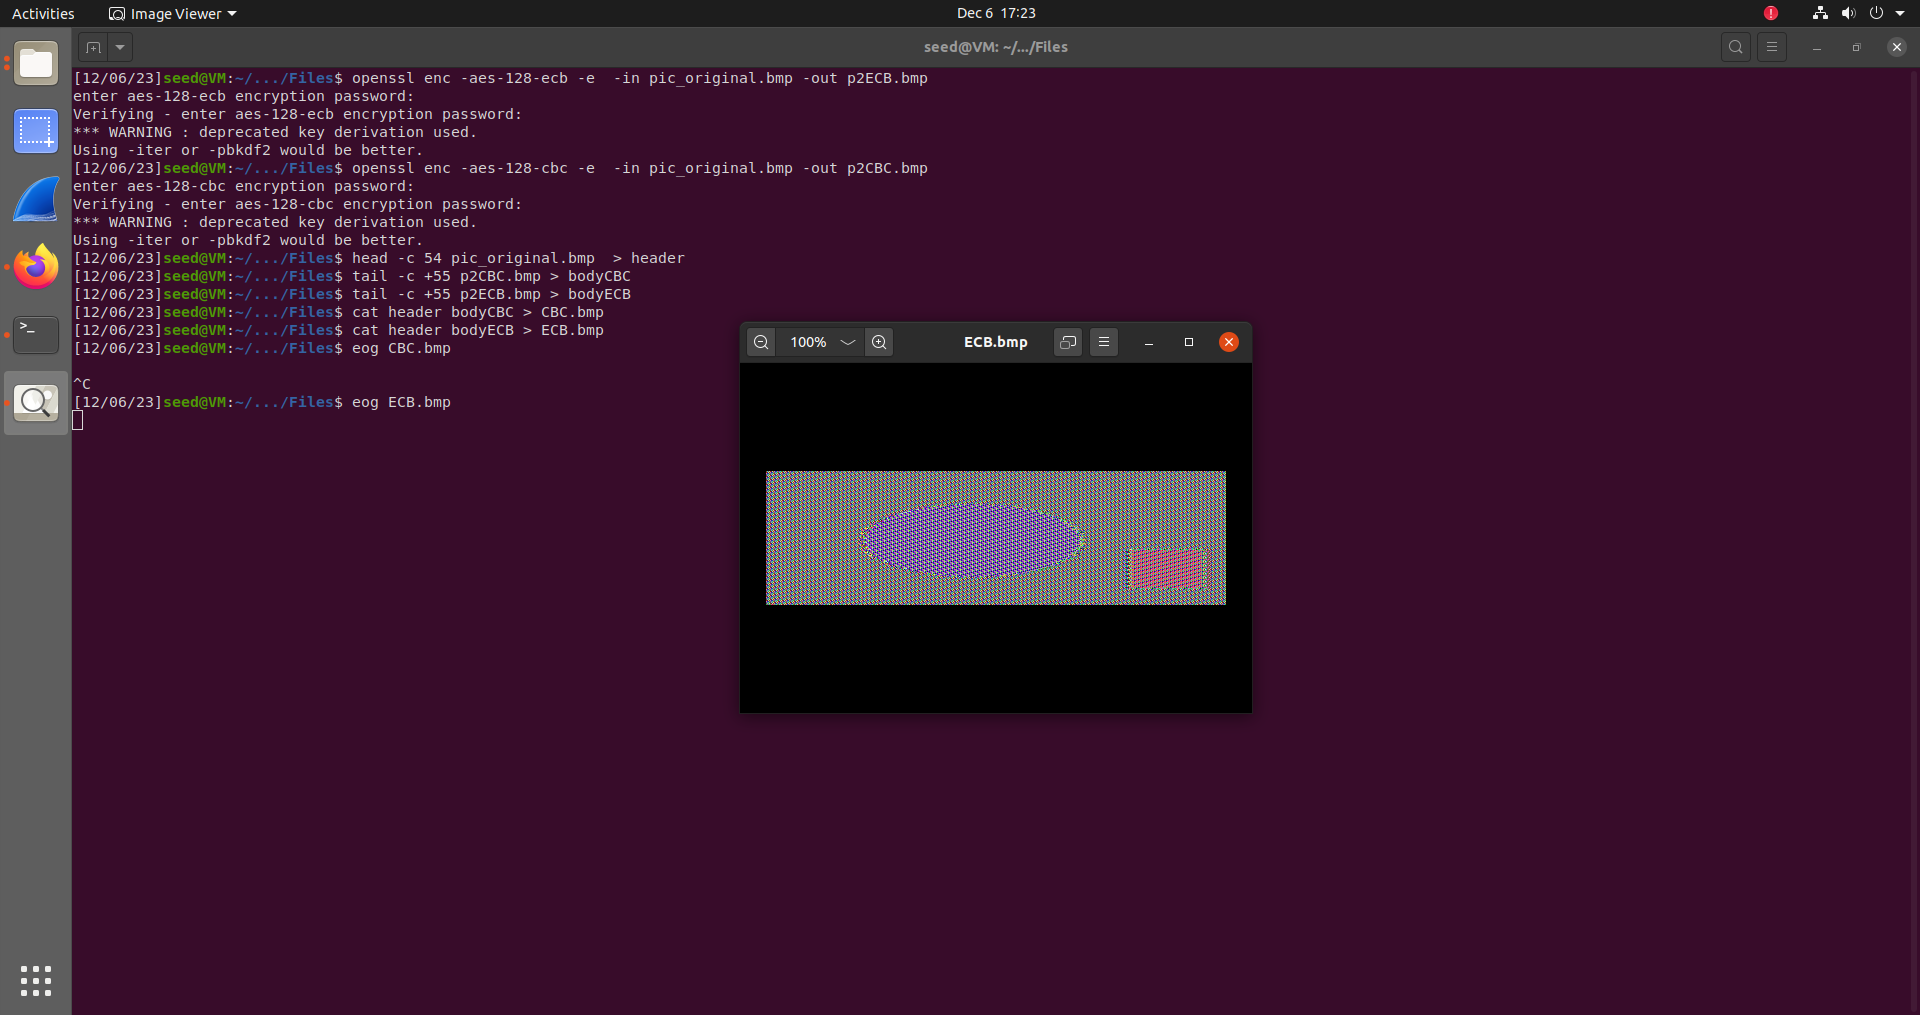 Activities Image Viewer Dec 6 17:23
seed@VM: ~/.../Files
[12/06/23]seed@VM:~/.../Files$ openssl enc -aes-128-ecb -e  -in pic_original.bmp -out p2ECB.bmp
enter aes-128-ecb encryption password:
Verifying - enter aes-128-ecb encryption password:
*** WARNING : deprecated key derivation used.
Using -iter or -pbkdf2 would be better.
[12/06/23]seed@VM:~/.../Files$ openssl enc -aes-128-cbc -e  -in pic_original.bmp -out p2CBC.bmp
enter aes-128-cbc encryption password:
Verifying - enter aes-128-cbc encryption password:
*** WARNING : deprecated key derivation used.
Using -iter or -pbkdf2 would be better.
[12/06/23]seed@VM:~/.../Files$ head -c 54 pic_original.bmp  > header
[12/06/23]seed@VM:~/.../Files$ tail -c +55 p2CBC.bmp > bodyCBC
[12/06/23]seed@VM:~/.../Files$ tail -c +55 p2ECB.bmp > bodyECB
[12/06/23]seed@VM:~/.../Files$ cat header bodyCBC > CBC.bmp
[12/06/23]seed@VM:~/.../Files$ cat header bodyECB > ECB.bmp
[12/06/23]seed@VM:~/.../Files$ eog CBC.bmp
^C
[12/06/23]seed@VM:~/.../Files$ eog ECB.bmp
100% ECB.bmp